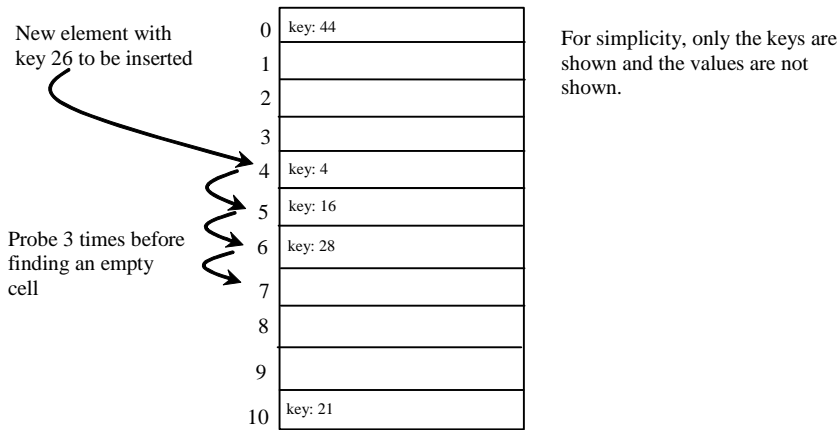 New element with
key 26 to be inserted
0 key: 44
1
2
3
4 key: 4
5 key: 16
6 key: 28
7
8
9
10 key: 21
Probe 3 times before
finding an empty
cell
For simplicity, only the keys are
shown and the values are not
shown.